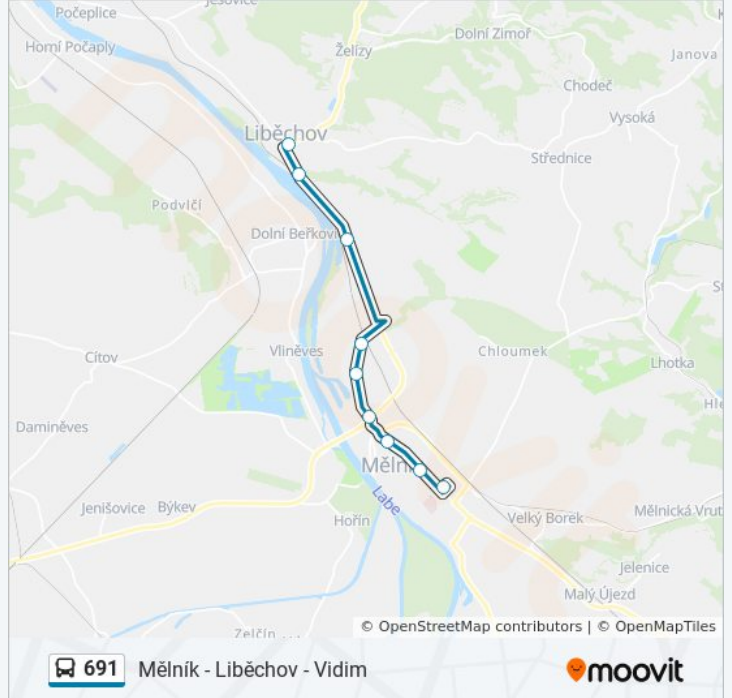 Počeplice
Dolní Zimoř
Horní Počaply
Želízy
Janova
Chodeč
Vysoká
Liběchov
Střednice
Podvlčí
Dolní Beřkovi
Vliněves
Chloumek
Cítov
Lhotka
Daminěves
Měln
Labe
Jenišovice
Býkev
Hořín
Velký Borek
Mělnická Vrut
Jelenice
Malý Újezd
© OpenStreetMap contributors | © OpenMapTiles
691 Mělník - Liběchov - Vidim
moovit